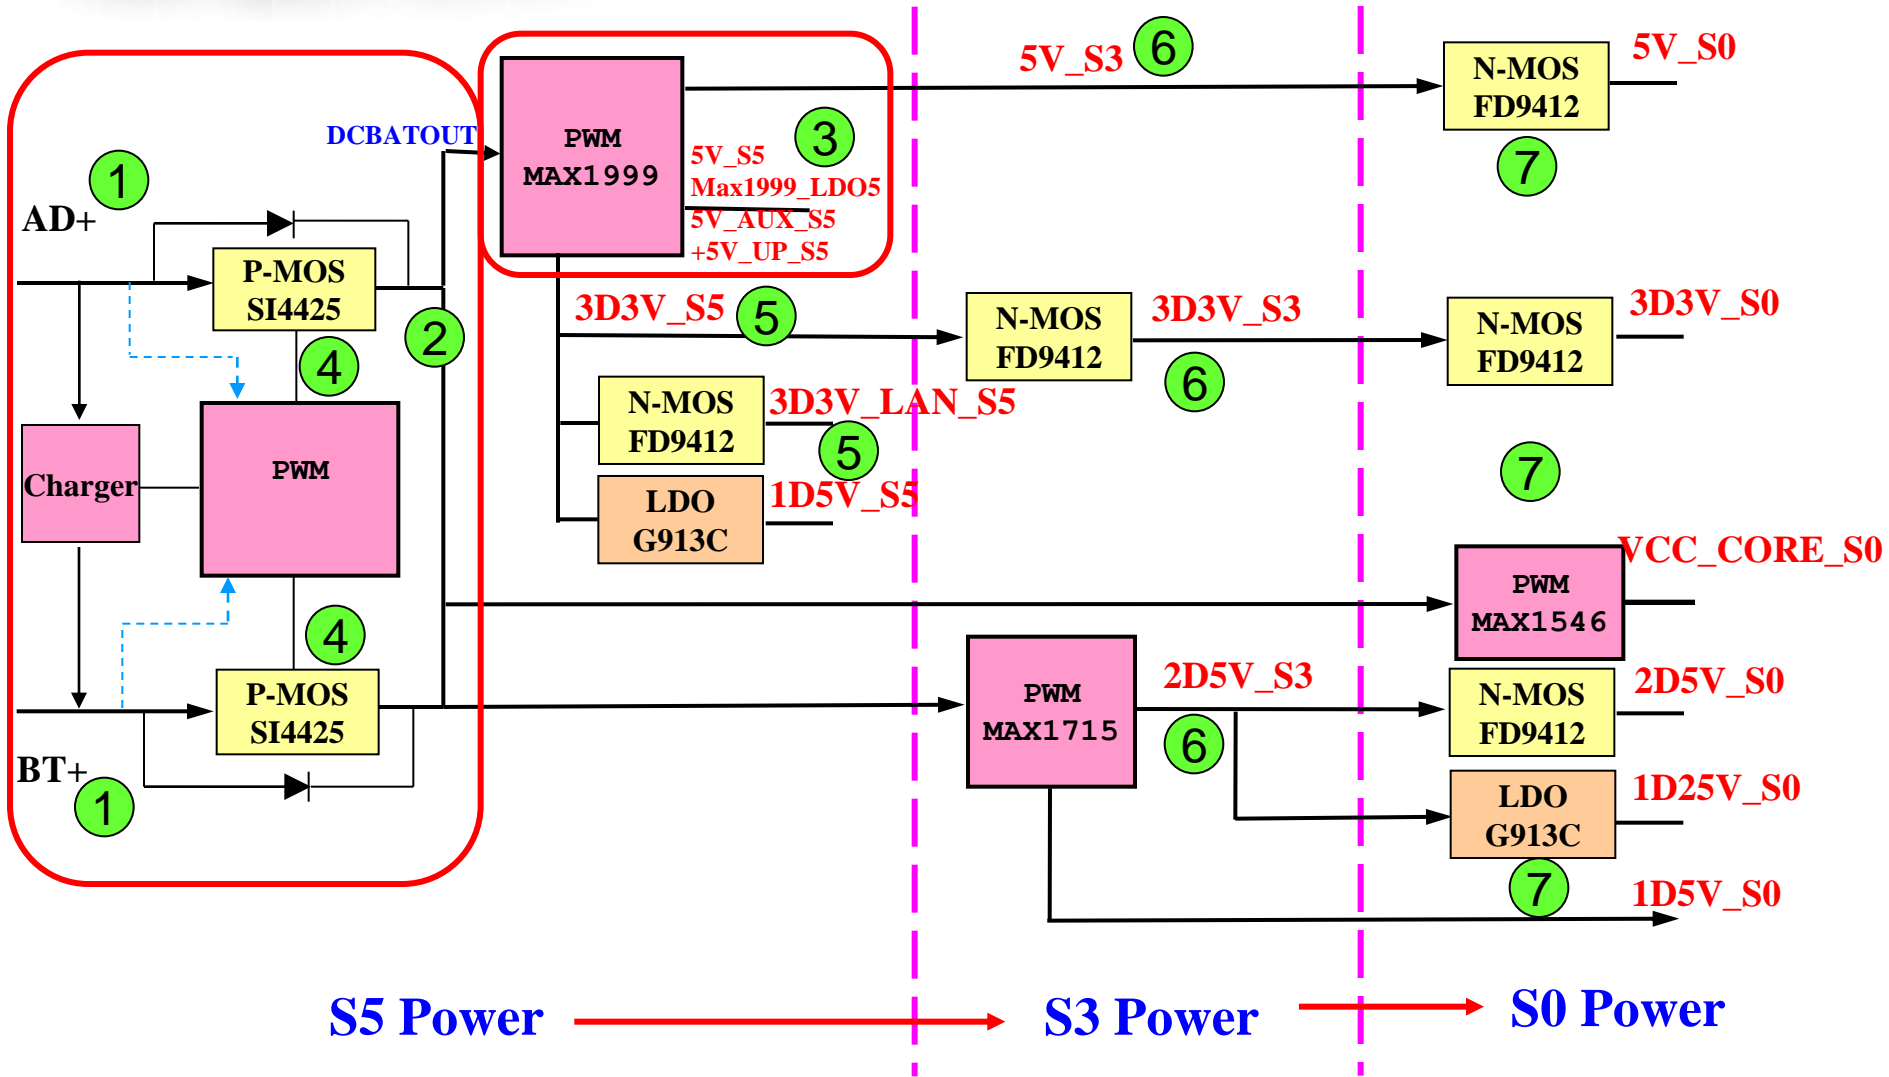 1
AD+
P-MOS
SI4425
4
2
Charger
PWM
4
P-MOS
SI4425
BT+
1
DCBATOUT
PWM
MAX1999
3
5V_S5
Max1999_LDO5
5V_AUX_S5
+5V_UP_S5
3D3V_S5
5
N-MOS
FD9412
3D3V_LAN_S5
5
LDO
G913C
1D5V_S5
5V_S3
6
N-MOS
FD9412
3D3V_S3
6
PWM
MAX1715
2D5V_S3
6
N-MOS
FD9412
5V_S0
7
N-MOS
FD9412
3D3V_S0
7
PWM
MAX1546
VCC_CORE_S0
N-MOS
FD9412
2D5V_S0
LDO
G913C
1D25V_S0
7
1D5V_S0
S5 Power
S3 Power
S0 Power